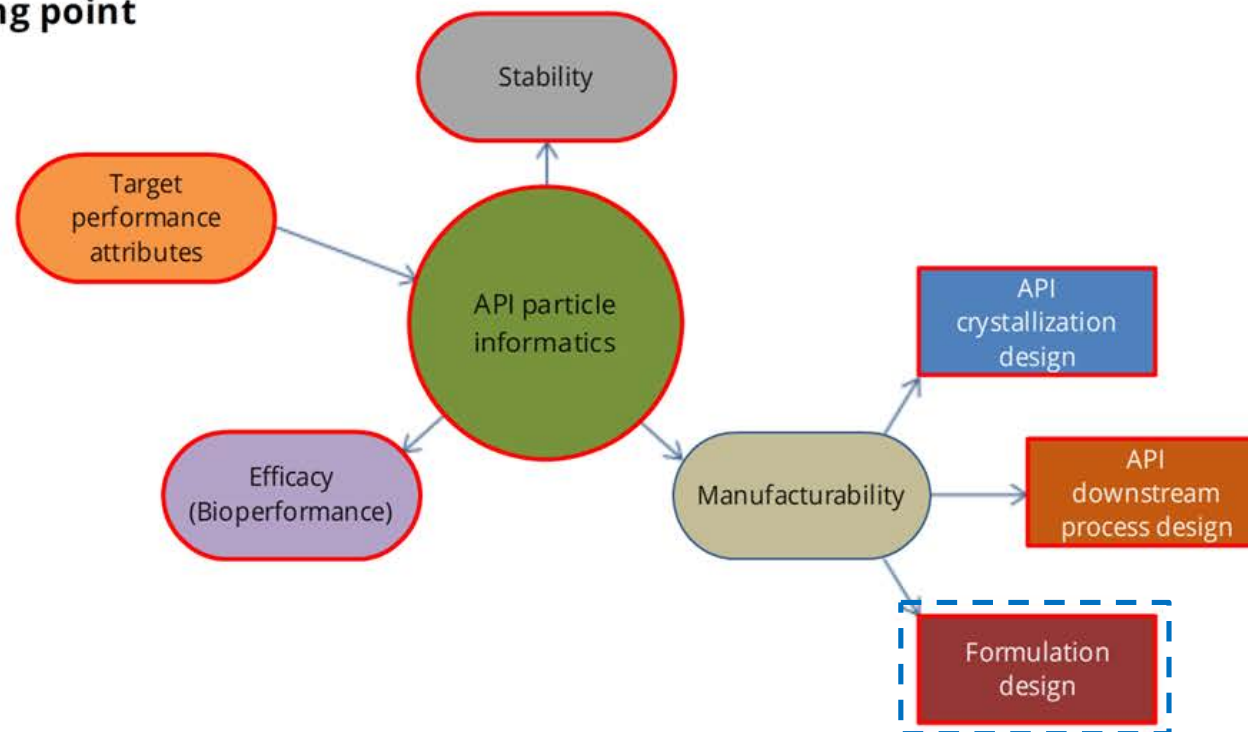 ng point
Stability
Target
performance
attributes
API particle
informatics
API
crystallization
design
Efficacy
(Bioperformance)
Manufacturability
API
downstream
process design
Formulation
design